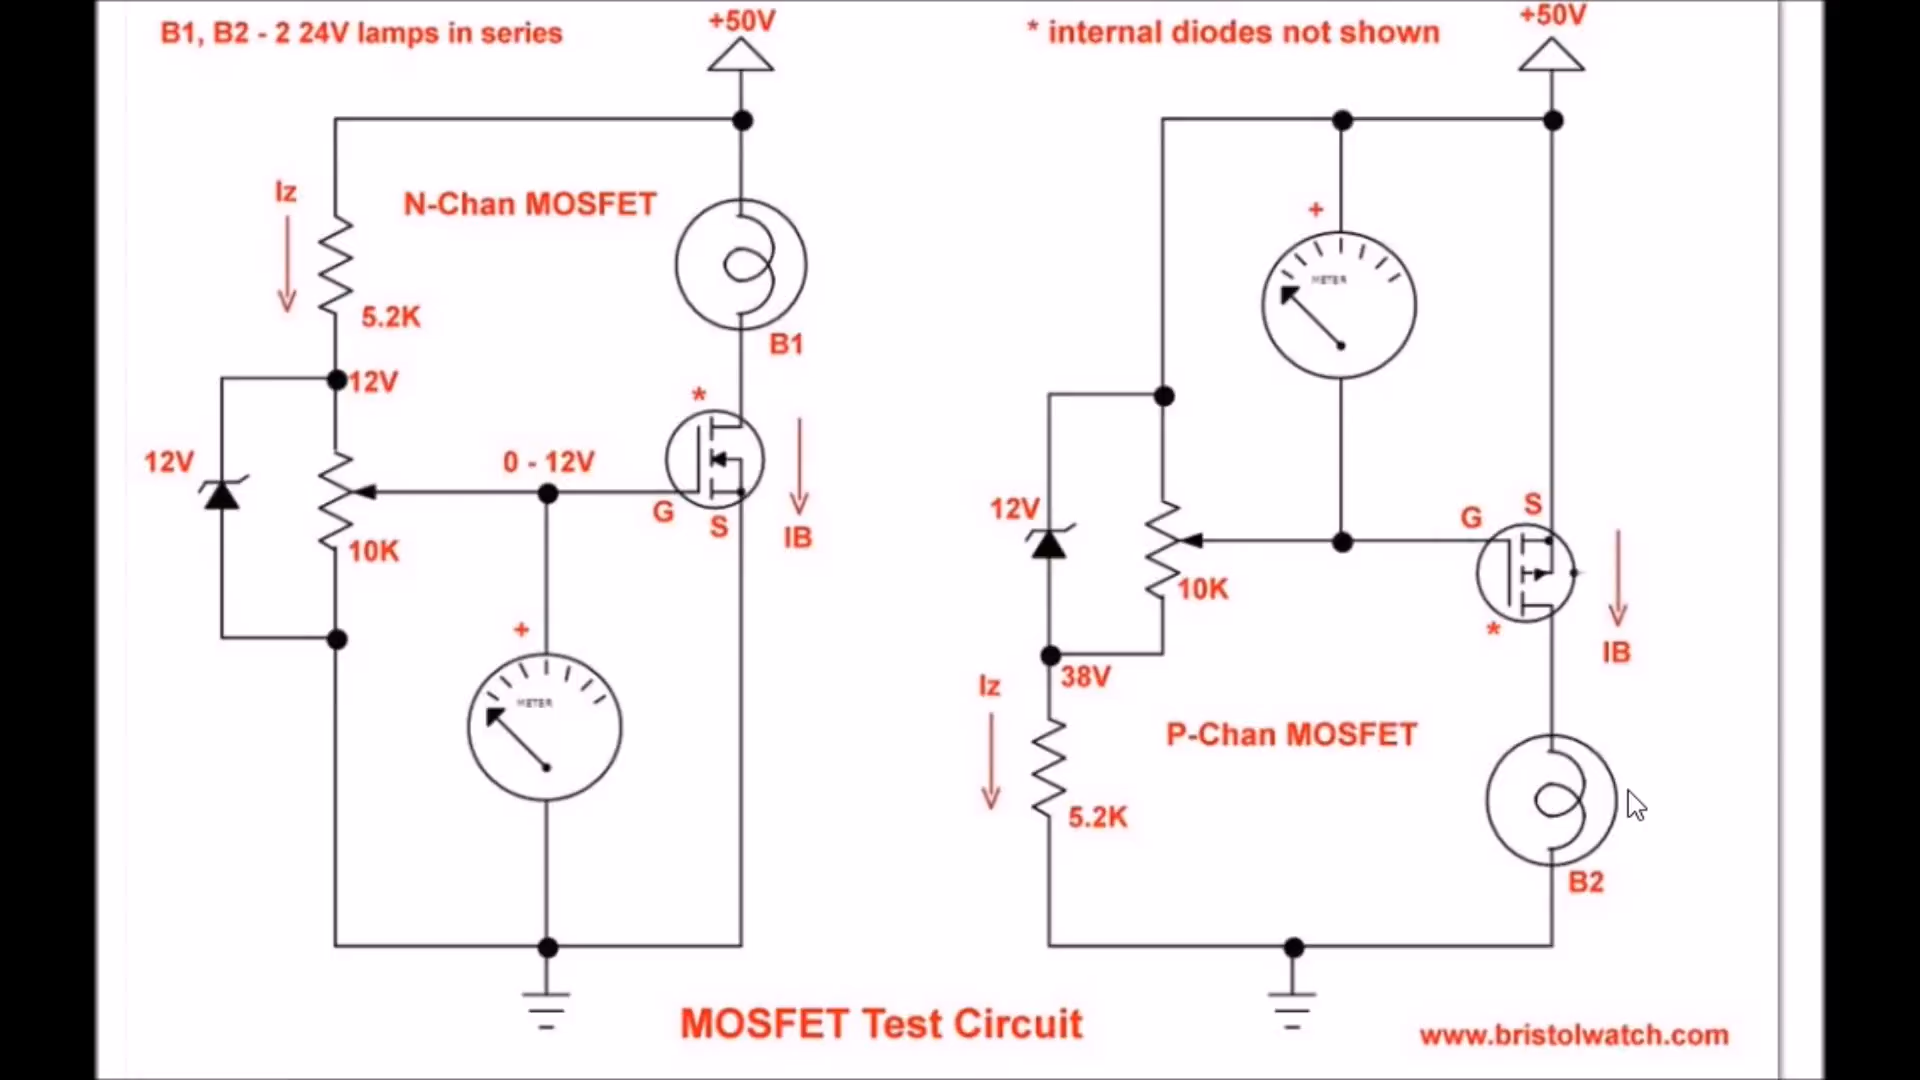 B1, B2 - 2 24V lamps in series
+50V
Iz
N-Chan MOSFET
5.2K
B1
12V
*
12V
0 - 12V
G
S
IB
10K
+
METER
* internal diodes not shown
+50V
+
METER
12V
G
S
10K
*
IB
38V
Iz
P-Chan MOSFET
5.2K
B2
MOSFET Test Circuit
www.bristolwatch.com